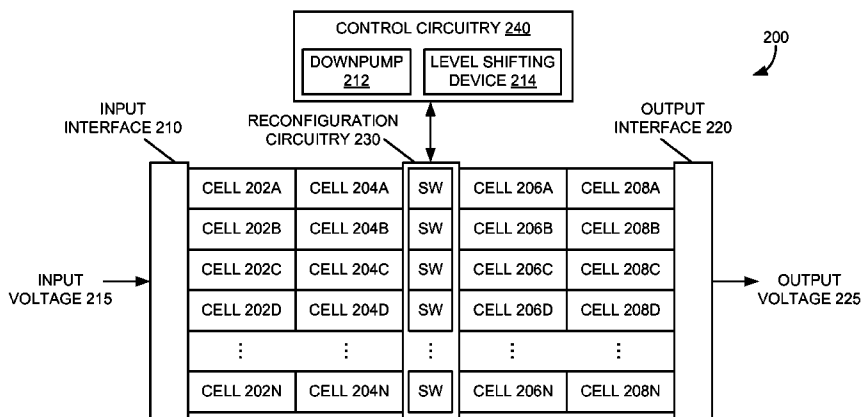 CONTROL CIRCUITRY 240
DOWNPUMP
212
LEVEL SHIFTING
DEVICE 214
200
INPUT
INTERFACE 210
RECONFIGURATION
CIRCUITRY 230
OUTPUT
INTERFACE 220
CELL 202A CELL 204A SW CELL 206A CELL 208A
CELL 202B CELL 204B SW CELL 206B CELL 208B
CELL 202C CELL 204C SW CELL 206C CELL 208C
CELL 202D CELL 204D SW CELL 206D CELL 208D
⋮ ⋮ ⋮ ⋮ ⋮
CELL 202N CELL 204N SW CELL 206N CELL 208N
INPUT
VOLTAGE 215
OUTPUT
VOLTAGE 225